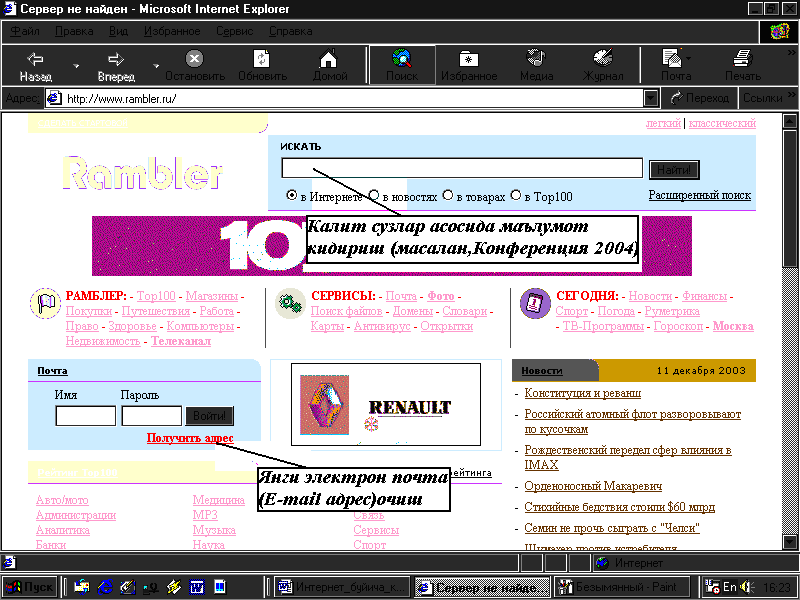 Сервер не найден - Microsoft Internet Explorer
Файл Правка Вид Избранное Сервис Справка
Назад Вперед Остановить Обновить Домой Поиск Избранное Медиа Журнал Почта Печать
Адрес: http://www.rambler.ru/ Переход Ссылки »
легкий | классический
ИСКАТЬ
Rambler
Найти!
в Интернете в новостях в товарах в Top100 Расширенный поиск
10
Калит сузлар асосида маълумот
кидириш (масалан,Конференция 2004)
РАМБЛЕР: - Top100 - Магазины -
Покупки - Путешествия - Работа -
Право - Здоровье - Компьютеры -
Недвижимость - Телеканал
СЕРВИСЫ: - Почта - Фото -
Поиск файлов - Домены - Словари -
Карты - Антивирус - Открытки
СЕГОДНЯ: - Новости - Финансы -
Спорт - Погода - Руметрика
- ТВ-Программы - Гороскоп - Москва
Почта
Имя Пароль
Войти!
Получить адрес
RENAULT
Новости 11 декабря 2003
- Конституция и реванш
- Российский атомный флот разворовывают
по кусочкам
- Рождественский передел сфер влияния в
IMAX
- Орденоносный Макаревич
- Стихийные бедствия стоили $60 млрд
- Семин не прочь сыграть с "Челси"
- Шумахер против истребителя
рейтинга
Янги электрон почта
(E-mail адрес)очиш
Авто/мото Медицина
Администрации MP3 Связь
Аналитика Музыка Сервисы
Банки Наука Спорт
Интернет
Пуск Интернет_буйича_к... Сервер не найде... Безымянный - Paint En 16:23